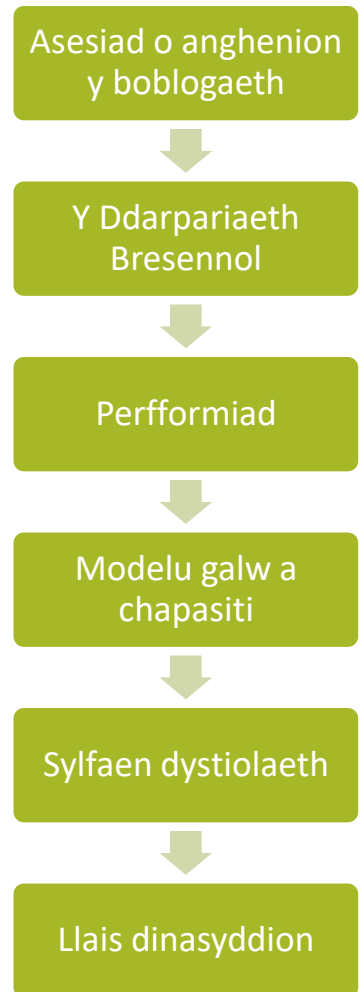 Asesiad o anghenion
y boblogaeth
Y Ddarpariaeth
Bresennol
Perfformiad
Modelu galw a
chapasiti
Sylfaen dystiolaeth
Llais dinasyddion